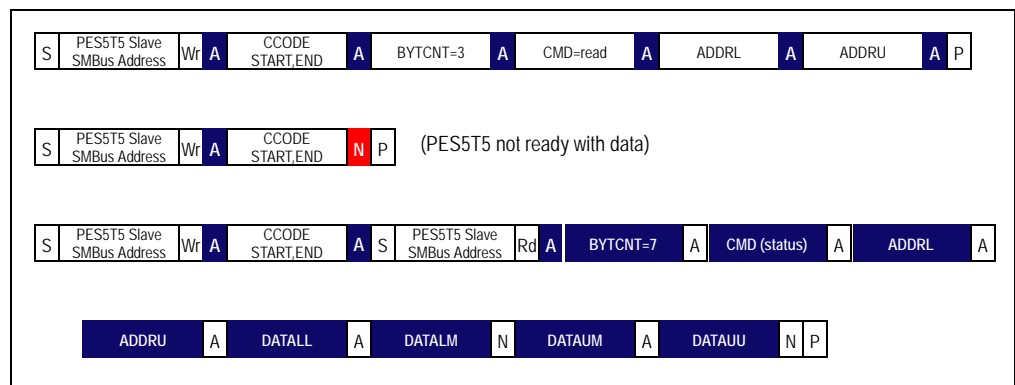 S PES5T5 Slave SMBus Address Wr A CCODE START,END A BYTCNT=3 A CMD=read A ADDRL A ADDRU A P
S PES5T5 Slave SMBus Address Wr A CCODE START,END N P (PES5T5 not ready with data)
S PES5T5 Slave SMBus Address Wr A CCODE START,END A S PES5T5 Slave SMBus Address Rd A BYTCNT=7 A CMD (status) A ADDRL A
ADDRU A DATALL A DATALM N DATAUM A DATAUU N P